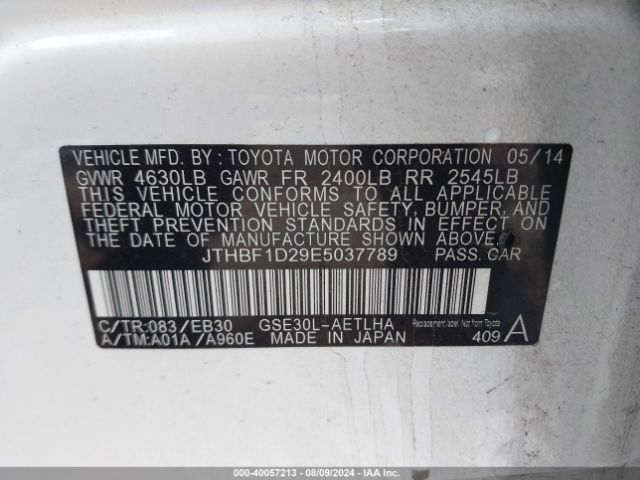 VEHICLE MFD. BY : TOYOTA MOTOR CORPORATION 05/14
GVWR 4630LB GAWR FR 2400LB RR 2545LB
THIS VEHICLE CONFORMS TO ALL APPLICABLE
FEDERAL MOTOR VEHICLE SAFETY, BUMPER, AND
THEFT PREVENTION STANDARDS IN EFFECT ON
THE DATE OF MANUFACTURE SHOWN ABOVE.
JTHBF1D29E5037789 PASS. CAR
C/TR:083/EB30 GSE30L-AETLHA Replacement label Not from Toyota A
A/TM:A01A/A960E MADE IN JAPAN 409
000-40057213 - 08/09/2024 - IAAI.COM